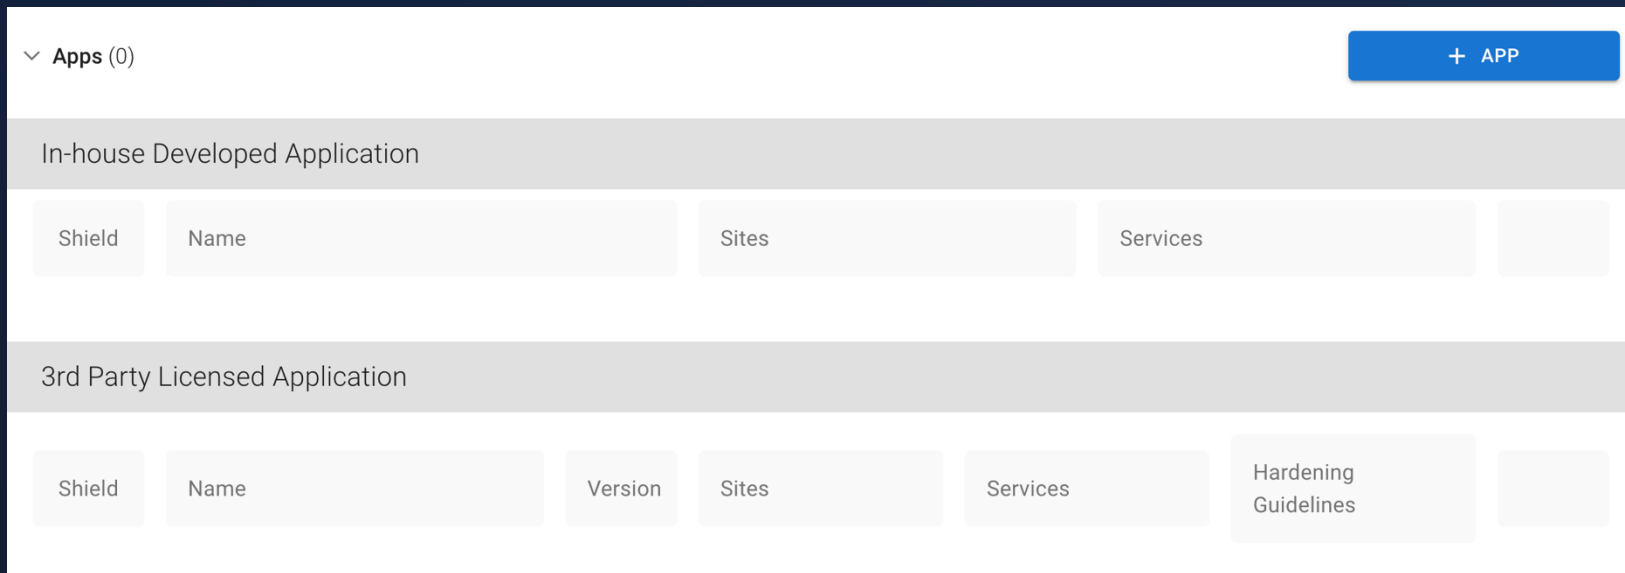 Apps (0)
+ APP
In-house Developed Application
Shield Name Sites Services
3rd Party Licensed Application
Shield Name Version Sites Services Hardening Guidelines